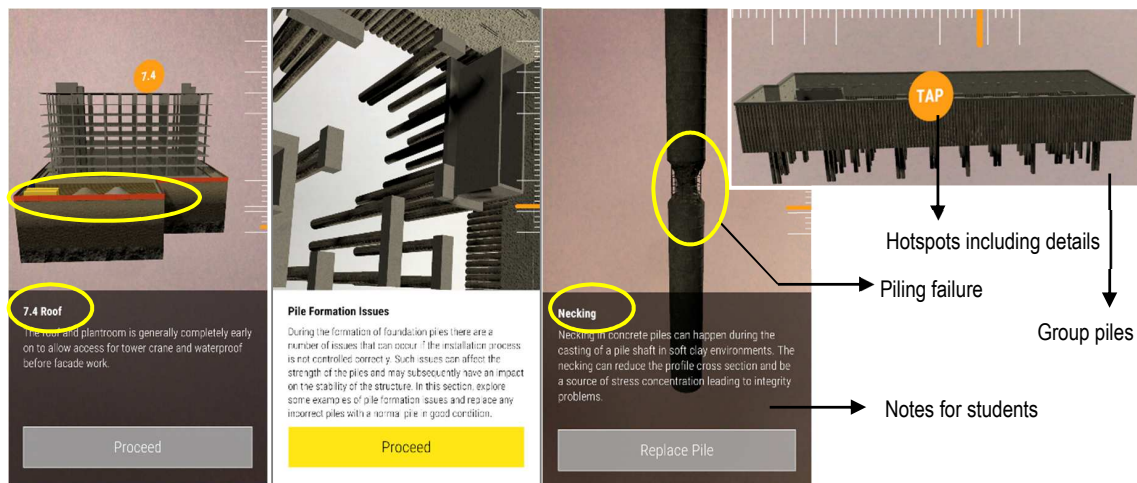 7.4
7.4 Roof
The roof and plantroom is generally completely early
on to allow access for tower crane and waterproof
before facade work.
Proceed
Pile Formation Issues
During the formation of foundation piles there are a
number of issues that can occur if the installation process
is not controlled correct y. Such issues can affect the
strength of the piles and may subsequently have an impact
on the stability of the structure. In this section, explore
some examples of pile formation issues and replace any
incorrect piles with a normal pile in good condition.
Proceed
Necking
Necking in concrete piles can happen during the
casting of a pile shaft in soft clay environments. The
necking can reduce the profile cross section and be
a source of stress concentration leading to integrity
problems.
Replace Pile
TAP
Hotspots including details
Piling failure
Group piles
Notes for students